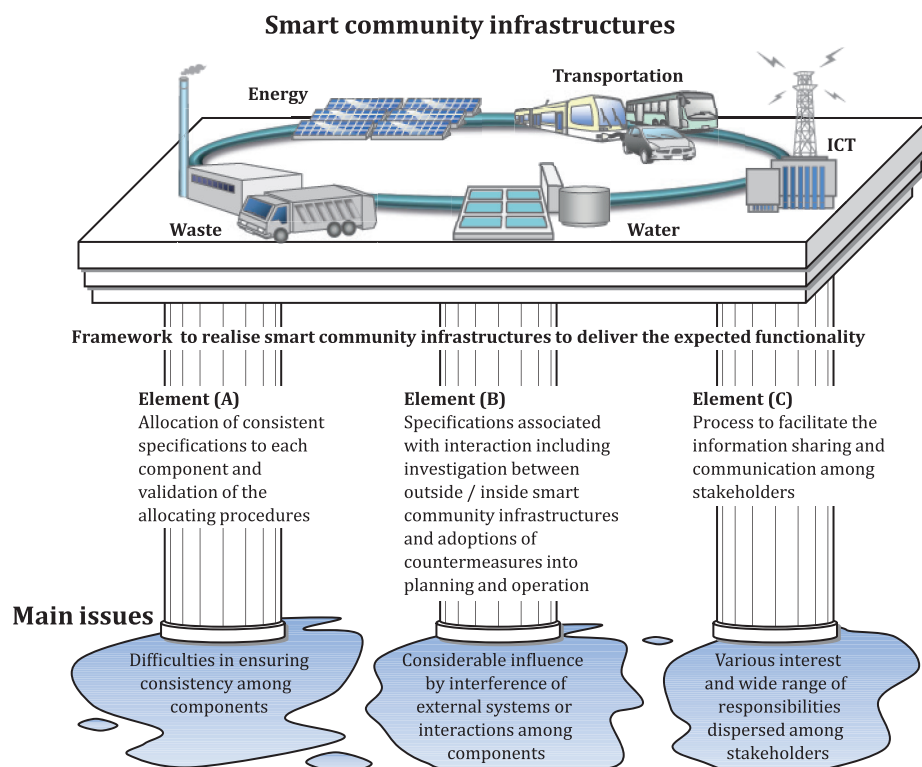 Smart community infrastructures
Transportation
Energy
ICT
Waste
Water
Framework to realise smart community infrastructures to deliver the expected functionality
Element (A)
Allocation of consistent
specifications to each
component and
validation of the
allocating procedures
Element (B)
Specifications associated
with interaction including
investigation between
outside / inside smart
community infrastructures
and adoptions of
countermeasures into
planning and operation
Element (C)
Process to facilitate the
information sharing and
communication among
stakeholders
Main issues
Difficulties in ensuring
consistency among
components
Considerable influence
by interference of
external systems or
interactions among
components
Various interest
and wide range of
responsibilities
dispersed among
stakeholders